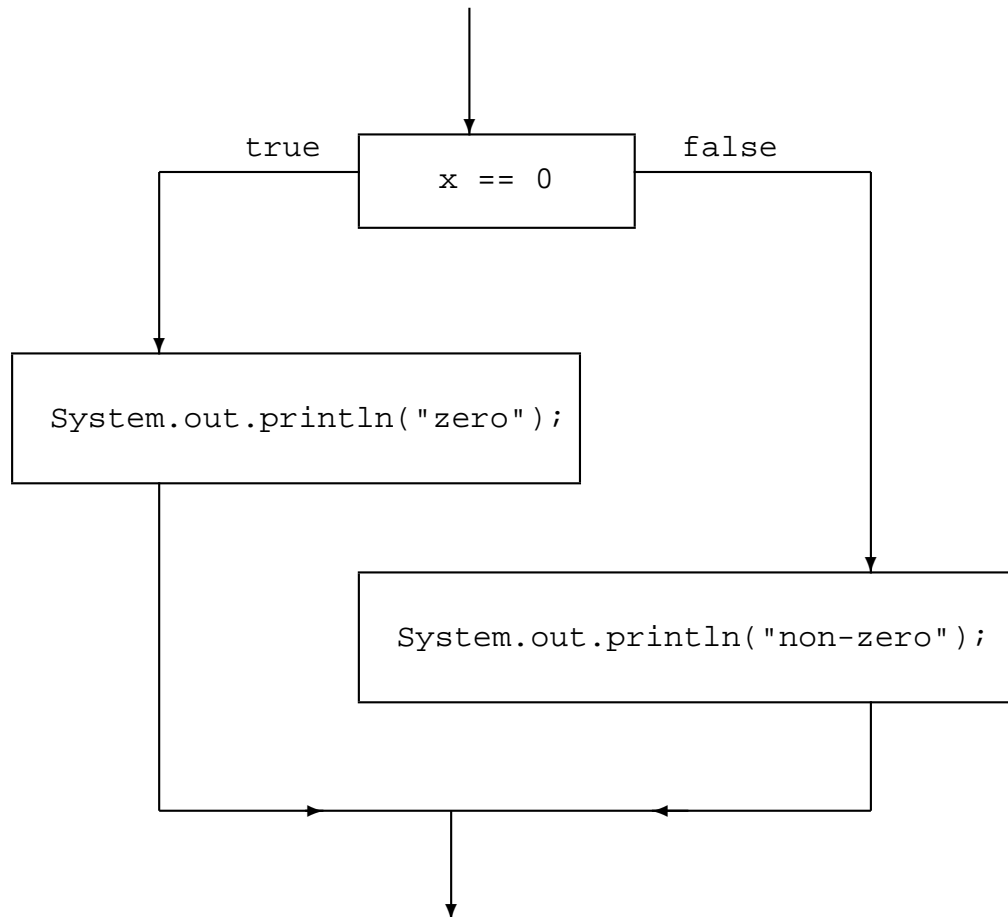 true
false
x == 0
System.out.println("zero");
System.out.println("non-zero");